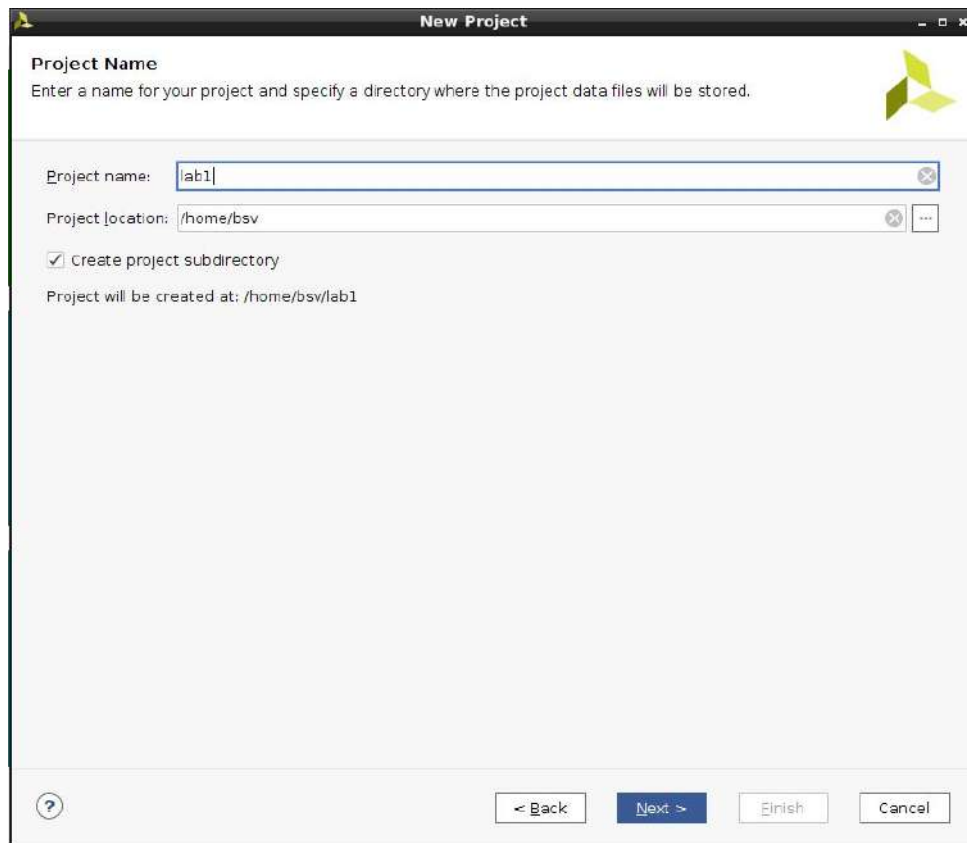 New Project
Project Name
Enter a name for your project and specify a directory where the project data files will be stored.
Project name: lab1
Project location: /home/bsv ...
Create project subdirectory
Project will be created at: /home/bsv/lab1
? < Back Next > Finish Cancel